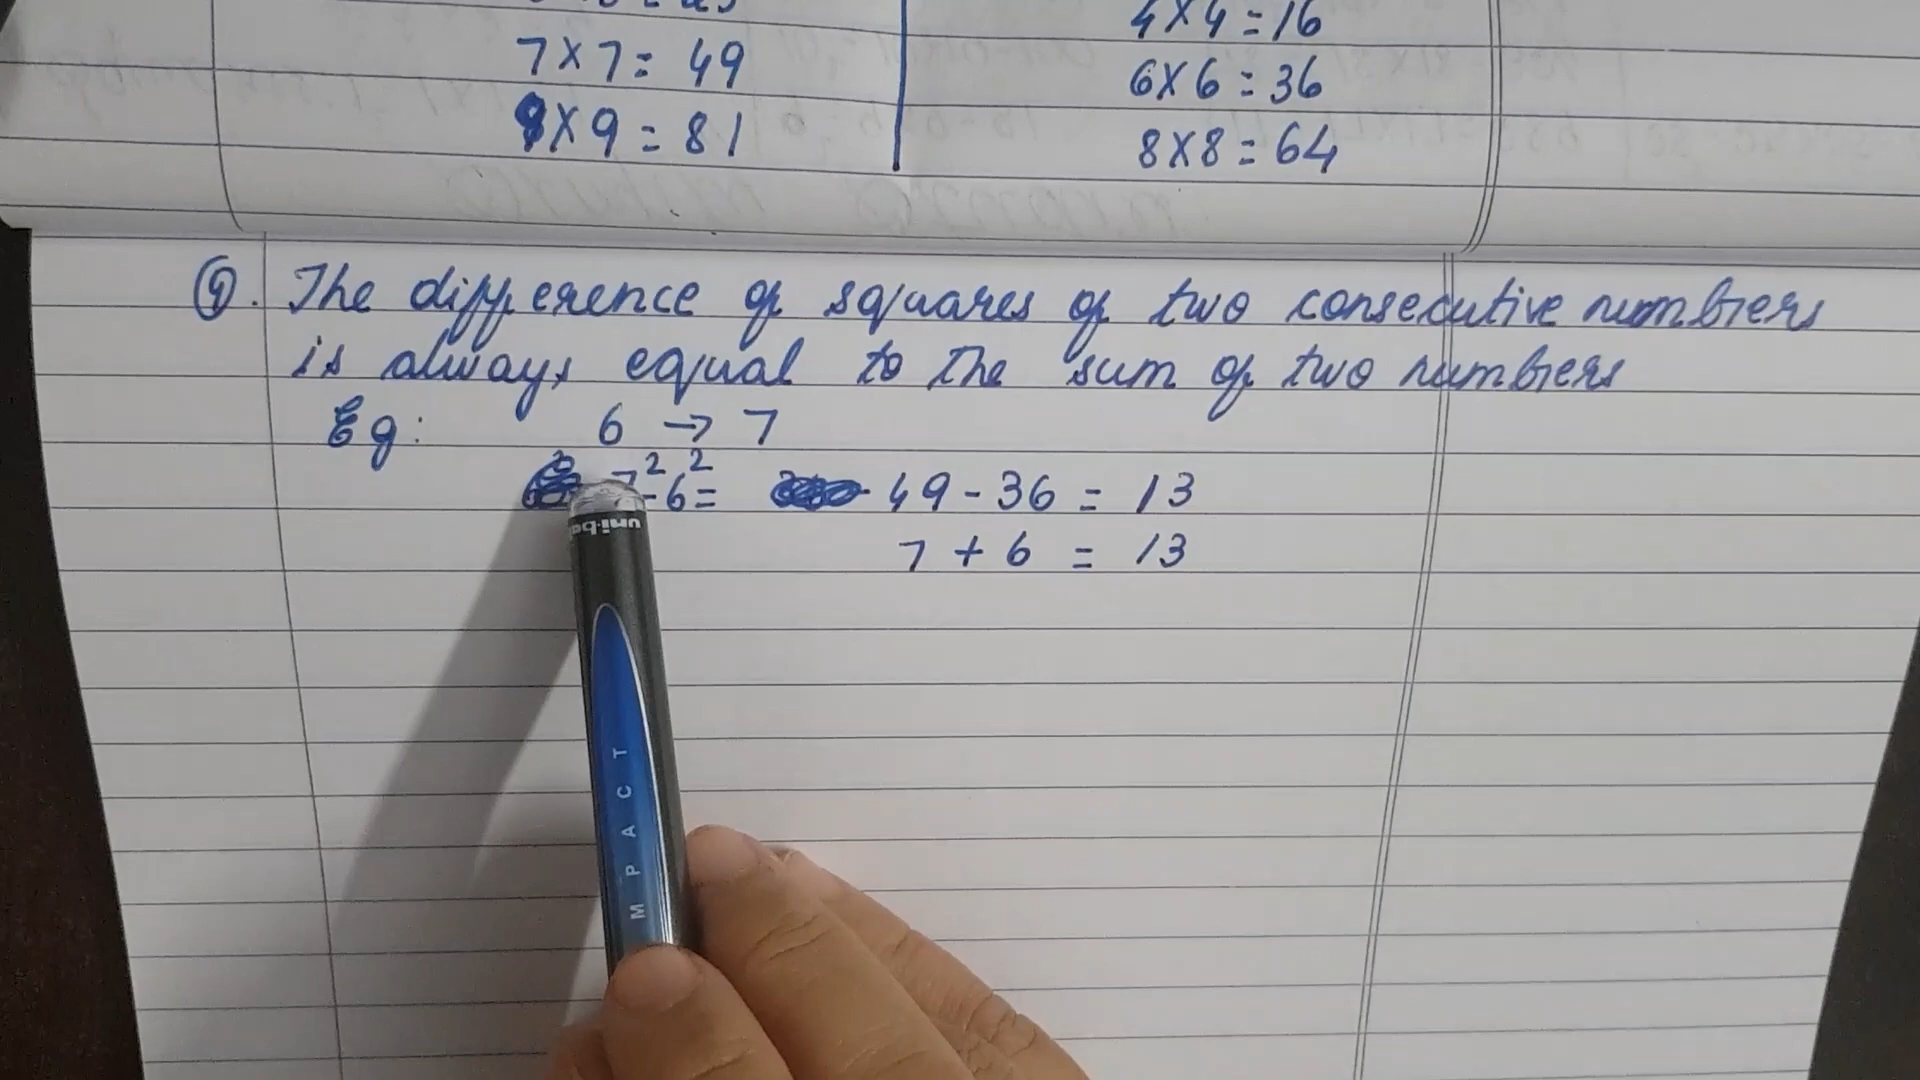 7 X 7 = 49
4 X 4 = 16
6 X 6 = 36
9 X 9 = 81
8 X 8 = 64
9. The difference of squares of two consecutive numbers
is always equal to the sum of two numbers
Eg: 6 → 7
7² - 6² = 49 - 36 = 13
7 + 6 = 13
uni-ba
MPACT